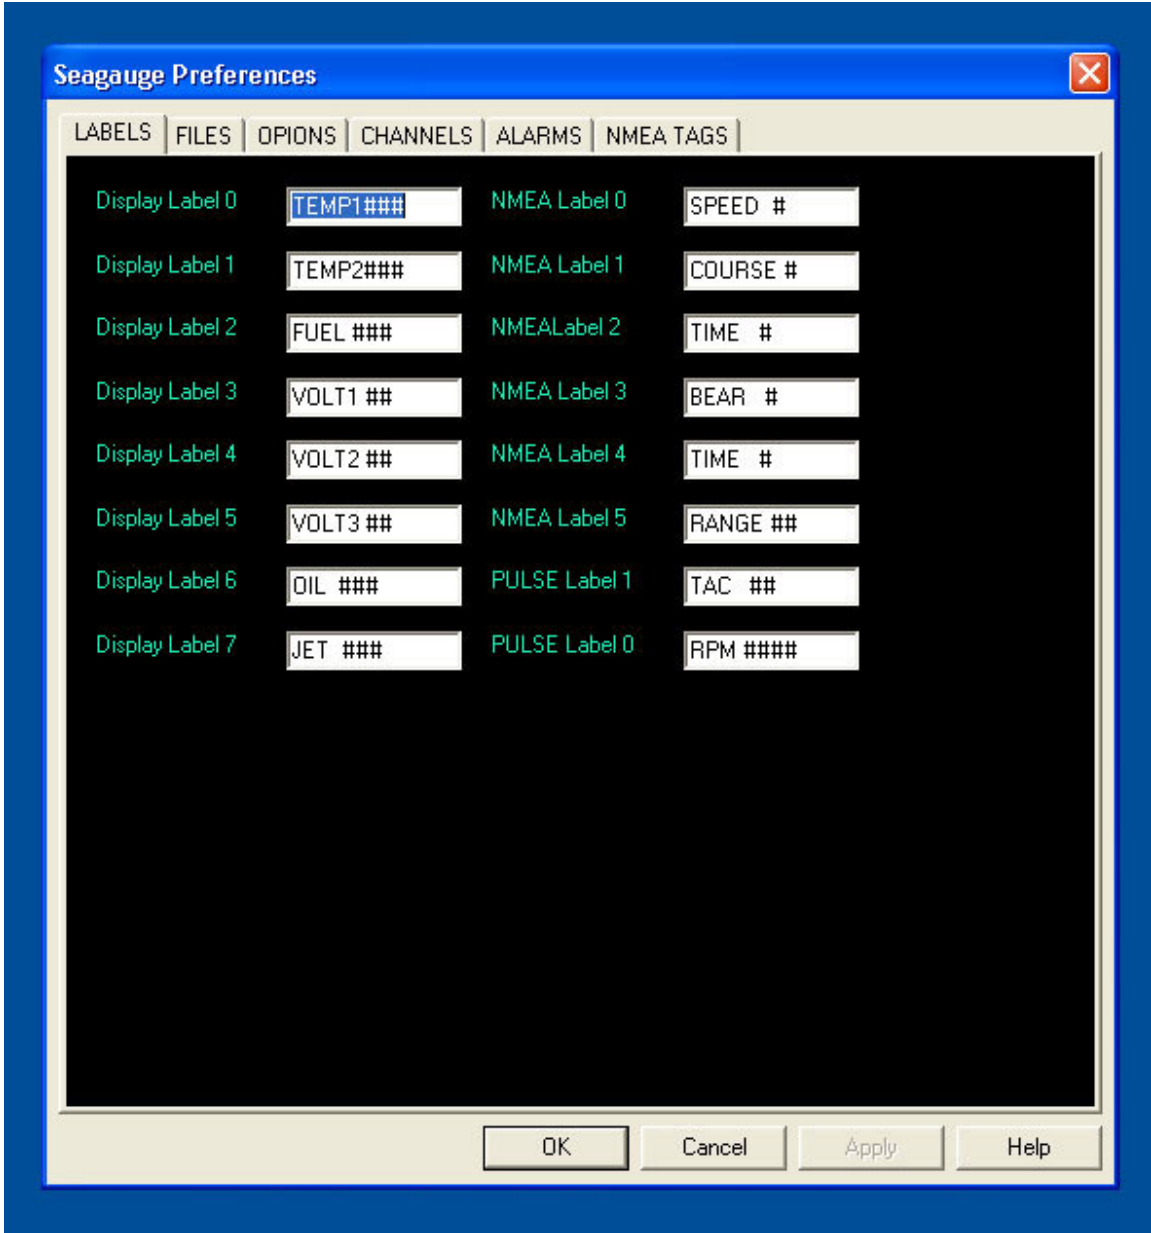 Seagauge Preferences
LABELS FILES OPIONS CHANNELS ALARMS NMEA TAGS
Display Label 0 TEMP1### NMEA Label 0 SPEED #
Display Label 1 TEMP2### NMEA Label 1 COURSE #
Display Label 2 FUEL ### NMEALabel 2 TIME #
Display Label 3 VOLT1 ## NMEA Label 3 BEAR #
Display Label 4 VOLT2 ## NMEA Label 4 TIME #
Display Label 5 VOLT3 ## NMEA Label 5 RANGE ##
Display Label 6 OIL ### PULSE Label 1 TAC ##
Display Label 7 JET ### PULSE Label 0 RPM ####
OK Cancel Apply Help